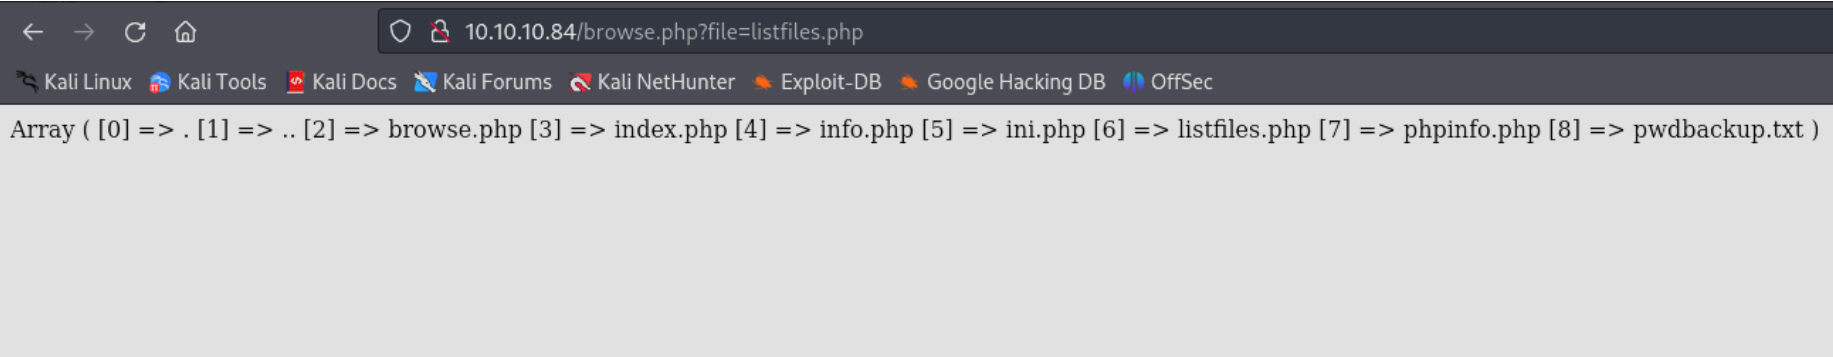 10.10.10.84/browse.php?file=listfiles.php
Kali Linux Kali Tools Kali Docs Kali Forums Kali NetHunter Exploit-DB Google Hacking DB OffSec
Array ( [0] => . [1] => .. [2] => browse.php [3] => index.php [4] => info.php [5] => ini.php [6] => listfiles.php [7] => phpinfo.php [8] => pwdbackup.txt )